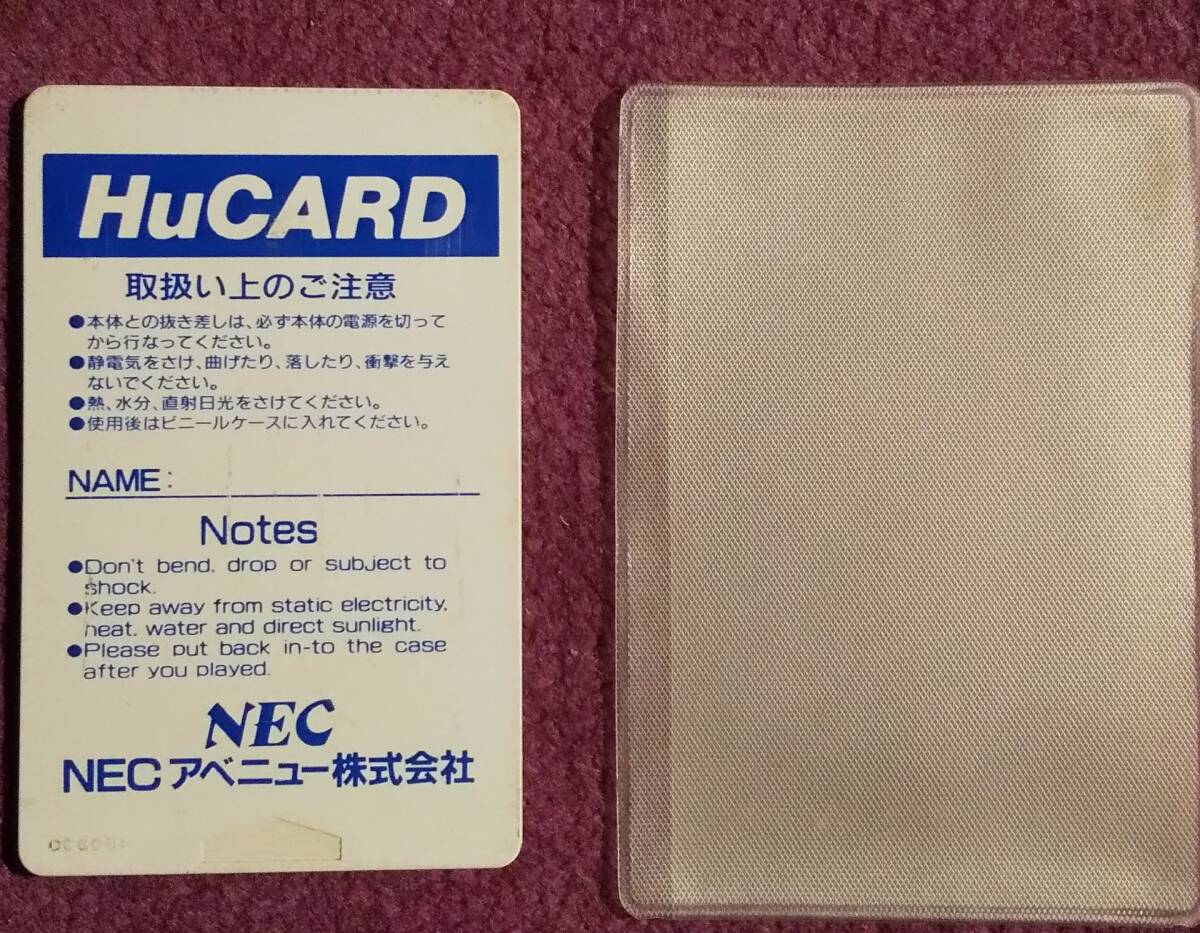 HuCARD
取扱い上のご注意
●本体との抜き差しは、必ず本体の電源を切って
から行なってください。
●静電気をさけ、曲げたり、落したり、衝撃を与え
ないでください。
●熱、水分、直射日光をさけてください。
●使用後はビニールケースに入れてください。
NAME:
Notes
●Don't bend, drop or subject to
shock.
●Keep away from static electricity,
heat, water and direct sunlight.
●Please put back in-to the case
after you played.
NEC
NECアベニュー株式会社